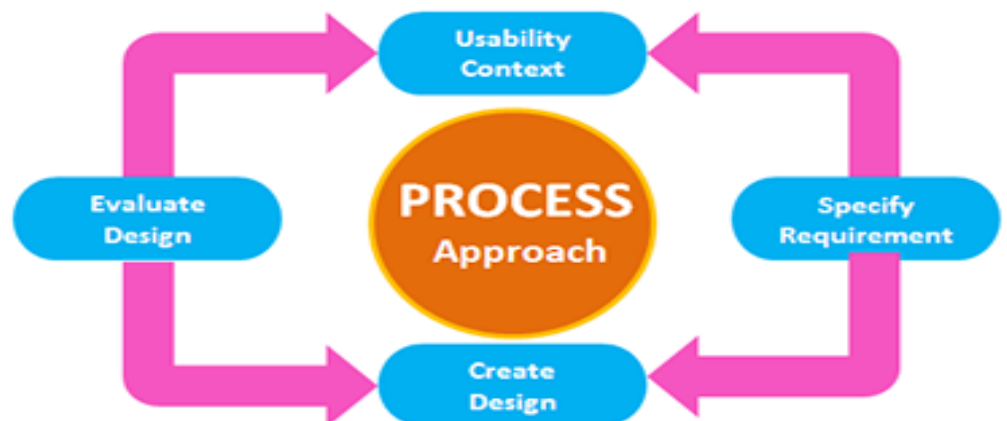 Usability
Context
Evaluate
Design
PROCESS
Approach
Specify
Requirement
Create
Design